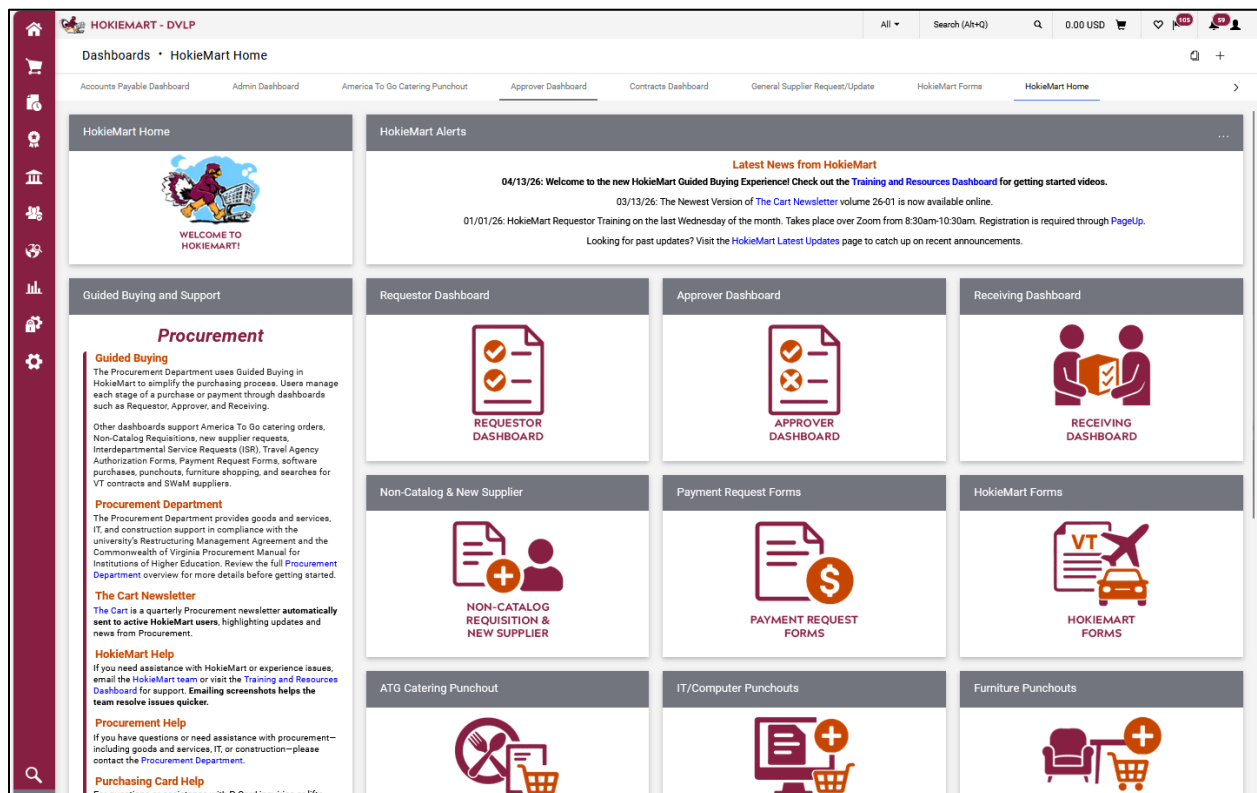 HOKIEMART - DVLP
All
Search (Alt+Q)
0.00 USD
105
59
Dashboards • HokieMart Home
Accounts Payable Dashboard
Admin Dashboard
America To Go Catering Punchout
Approver Dashboard
Contracts Dashboard
General Supplier Request/Update
HokieMart Forms
HokieMart Home
HokieMart Home
WELCOME TO
HOKIEMART!
HokieMart Alerts
...
Latest News from HokieMart
04/13/26: Welcome to the new HokieMart Guided Buying Experience! Check out the Training and Resources Dashboard for getting started videos.
03/13/26: The Newest Version of The Cart Newsletter volume 26-01 is now available online.
01/01/26: HokieMart Requestor Training on the last Wednesday of the month. Takes place over Zoom from 8:30am-10:30am. Registration is required through PageUp.
Looking for past updates? Visit the HokieMart Latest Updates page to catch up on recent announcements.
Guided Buying and Support
Procurement
Guided Buying
The Procurement Department uses Guided Buying in
HokieMart to simplify the purchasing process. Users manage
each stage of a purchase or payment through dashboards
such as Requestor, Approver, and Receiving.
Other dashboards support America To Go catering orders,
Non-Catalog Requisitions, new supplier requests,
Interdepartmental Service Requests (ISR), Travel Agency
Authorization Forms, Payment Request Forms, software
purchases, punchouts, furniture shopping, and searches for
VT contracts and SWaM suppliers.
Procurement Department
The Procurement Department provides goods and services,
IT, and construction support in compliance with the
university's Restructuring Management Agreement and the
Commonwealth of Virginia Procurement Manual for
Institutions of Higher Education. Review the full Procurement
Department overview for more details before getting started.
The Cart Newsletter
The Cart is a quarterly Procurement newsletter automatically
sent to active HokieMart users, highlighting updates and
news from Procurement.
HokieMart Help
If you need assistance with HokieMart or experience issues,
email the HokieMart team or visit the Training and Resources
Dashboard for support. Emailing screenshots helps the
team resolve issues quicker.
Procurement Help
If you have questions or need assistance with procurement—
including goods and services, IT, or construction—please
contact the Procurement Department.
Purchasing Card Help
Requestor Dashboard
REQUESTOR
DASHBOARD
Approver Dashboard
APPROVER
DASHBOARD
Receiving Dashboard
RECEIVING
DASHBOARD
Non-Catalog & New Supplier
NON-CATALOG
REQUISITION &
NEW SUPPLIER
Payment Request Forms
$
PAYMENT REQUEST
FORMS
HokieMart Forms
VT
HOKIEMART
FORMS
ATG Catering Punchout
IT/Computer Punchouts
Furniture Punchouts